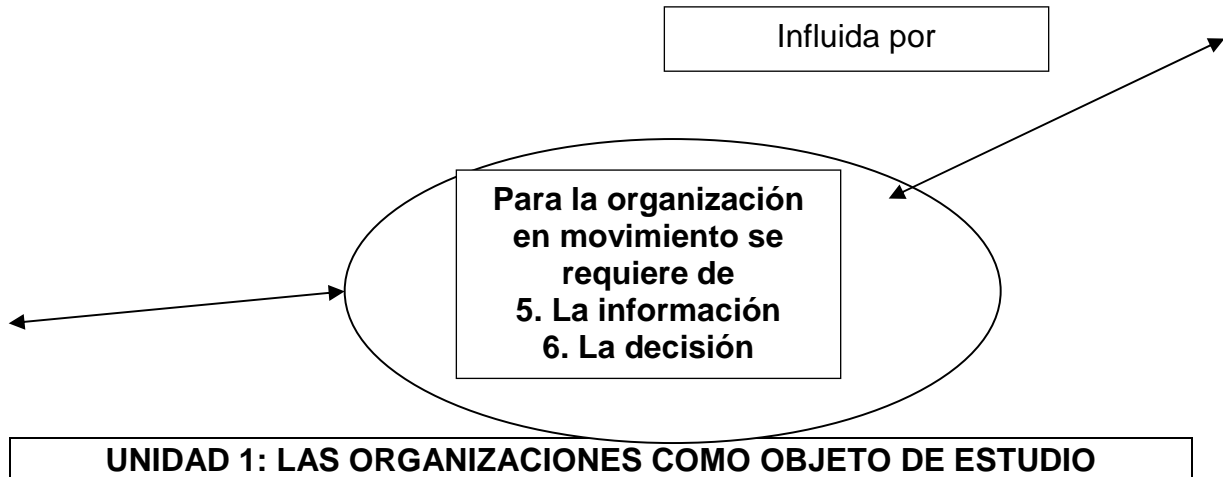 Influida por
Para la organización
en movimiento se
requiere de
5. La información
6. La decisión
UNIDAD 1: LAS ORGANIZACIONES COMO OBJETO DE ESTUDIO